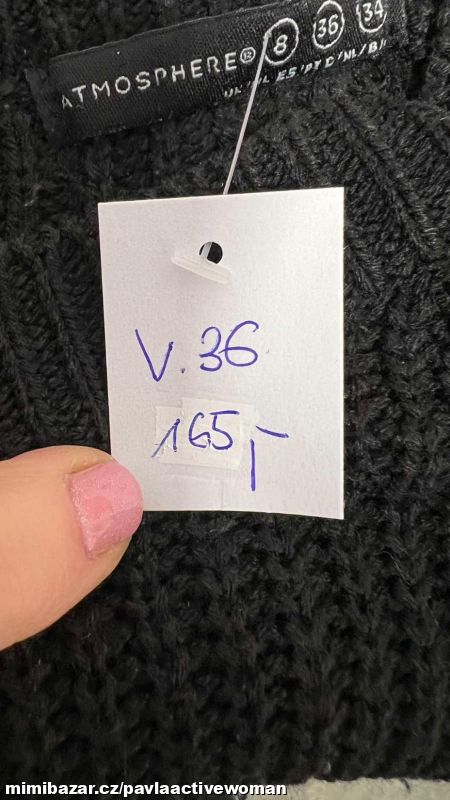 ATMOSPHERE® 8 36 34
V. 36
165,-
mimibazar.cz/pavlaactivewoman